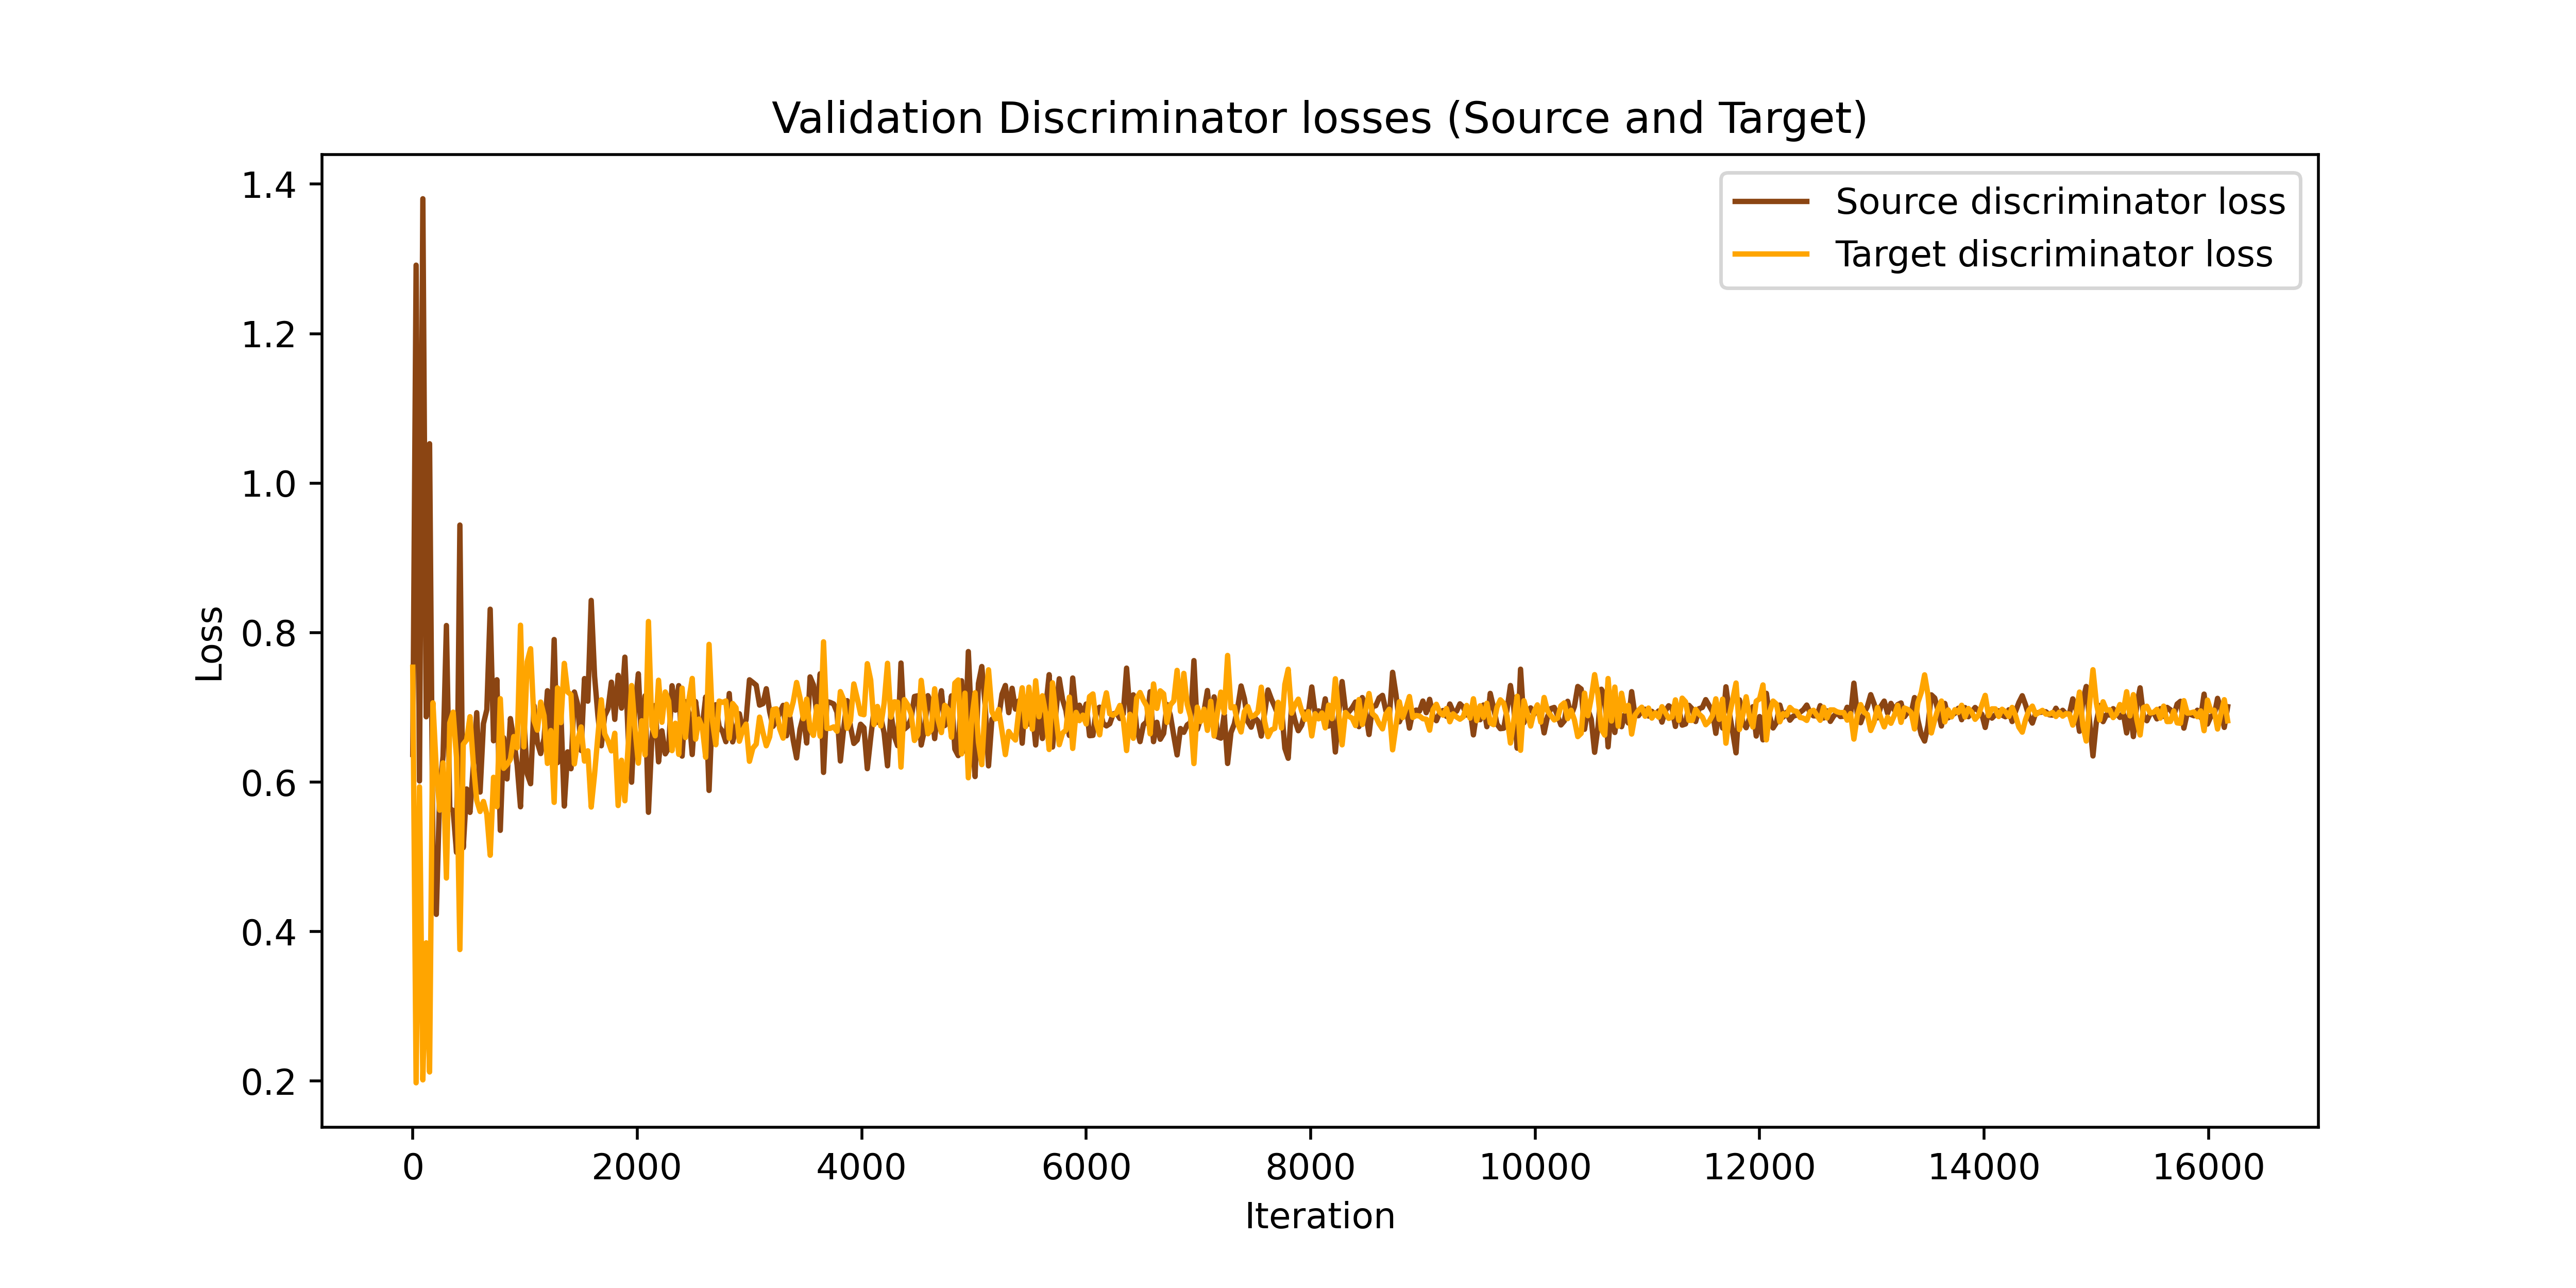 Validation Discriminator losses (Source and Target)
Source discriminator loss
Target discriminator loss
Loss
1.4
1.2
1.0
0.8
0.6
0.4
0.2
0 2000 4000 6000 8000 10000 12000 14000 16000
Iteration